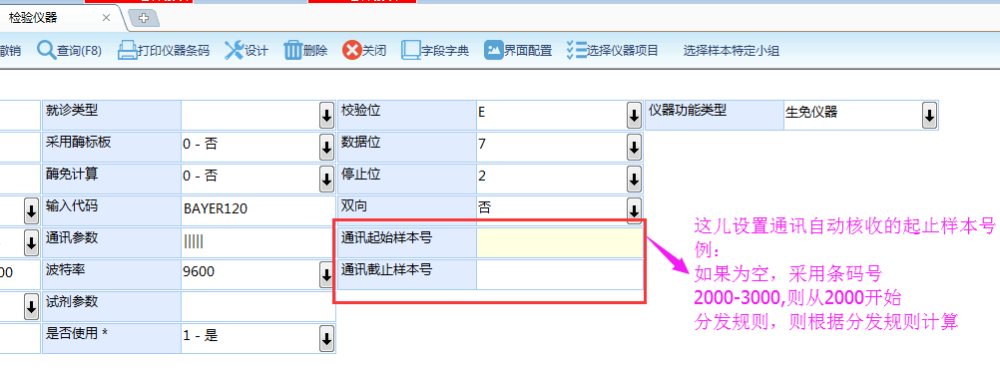 检验仪器
撤销 查询(F8) 打印仪器条码 设计 删除 关闭 字段字典 界面配置 选择仪器项目 选择样本特定小组
就诊类型 校验位 E 仪器功能类型 生免仪器
采用酶标板 0 - 否 数据位 7
酶免计算 0 - 否 停止位 2
输入代码 BAYER120 双向 否
通讯参数 ||||| 通讯起始样本号
00 波特率 9600 通讯截止样本号
试剂参数
是否使用 * 1 - 是
这儿设置通讯自动核收的起止样本号
例：
如果为空，采用条码号
2000-3000,则从2000开始
分发规则，则根据分发规则计算